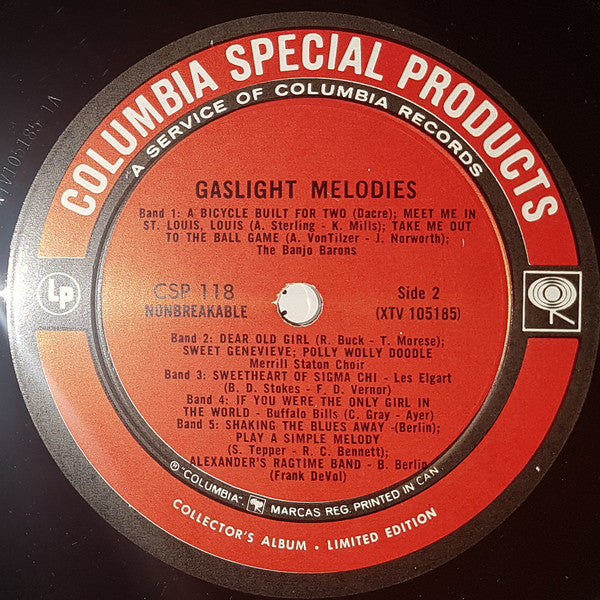 COLUMBIA SPECIAL PRODUCTS
A SERVICE OF COLUMBIA RECORDS
GASLIGHT MELODIES
Band 1: A BICYCLE BUILT FOR TWO (Dacre); MEET ME IN
ST. LOUIS, LOUIS (A. Sterling - K. Mills); TAKE ME OUT
TO THE BALL GAME (A. VonTilzer - J. Norworth);
The Banjo Barons
LP
CSP 118
NONBREAKABLE
Side 2
(XTV 105185)
Band 2: DEAR OLD GIRL (R. Buck - T. Morese);
SWEET GENEVIEVE; POLLY WOLLY DOODLE
Merrill Staton Choir
Band 3: SWEETHEART OF SIGMA CHI - Les Elgart
(B. D. Stokes - F. D. Vernor)
Band 4: IF YOU WERE THE ONLY GIRL IN
THE WORLD - Buffalo Bills (C. Gray - Ayer)
Band 5: SHAKING THE BLUES AWAY -(Berlin);
PLAY A SIMPLE MELODY
(S. Tepper - R. C. Bennett);
ALEXANDER'S RAGTIME BAND - B. Berlin
(Frank DeVol)
℗ "COLUMBIA", MARCAS REG. PRINTED IN CAN
COLLECTOR'S ALBUM • LIMITED EDITION
XTV105185 1A